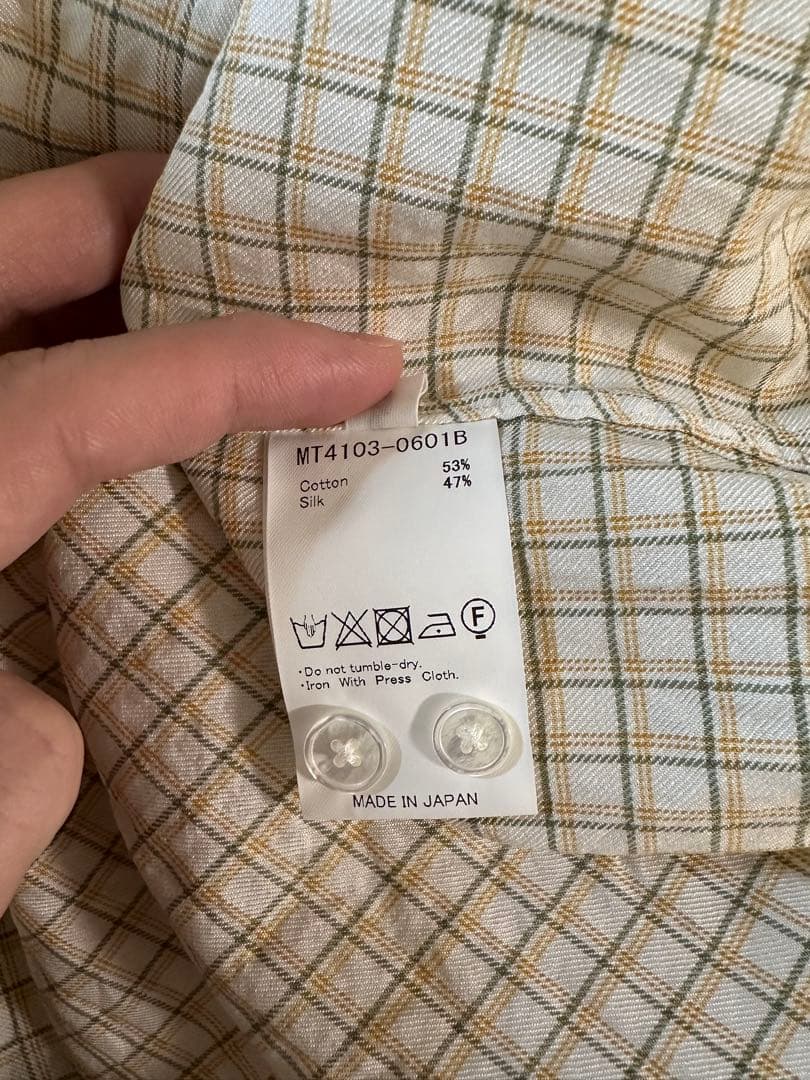 MT4103-0601B
Cotton 53%
Silk 47%
F
·Do not tumble-dry.
·Iron With Press Cloth.
MADE IN JAPAN